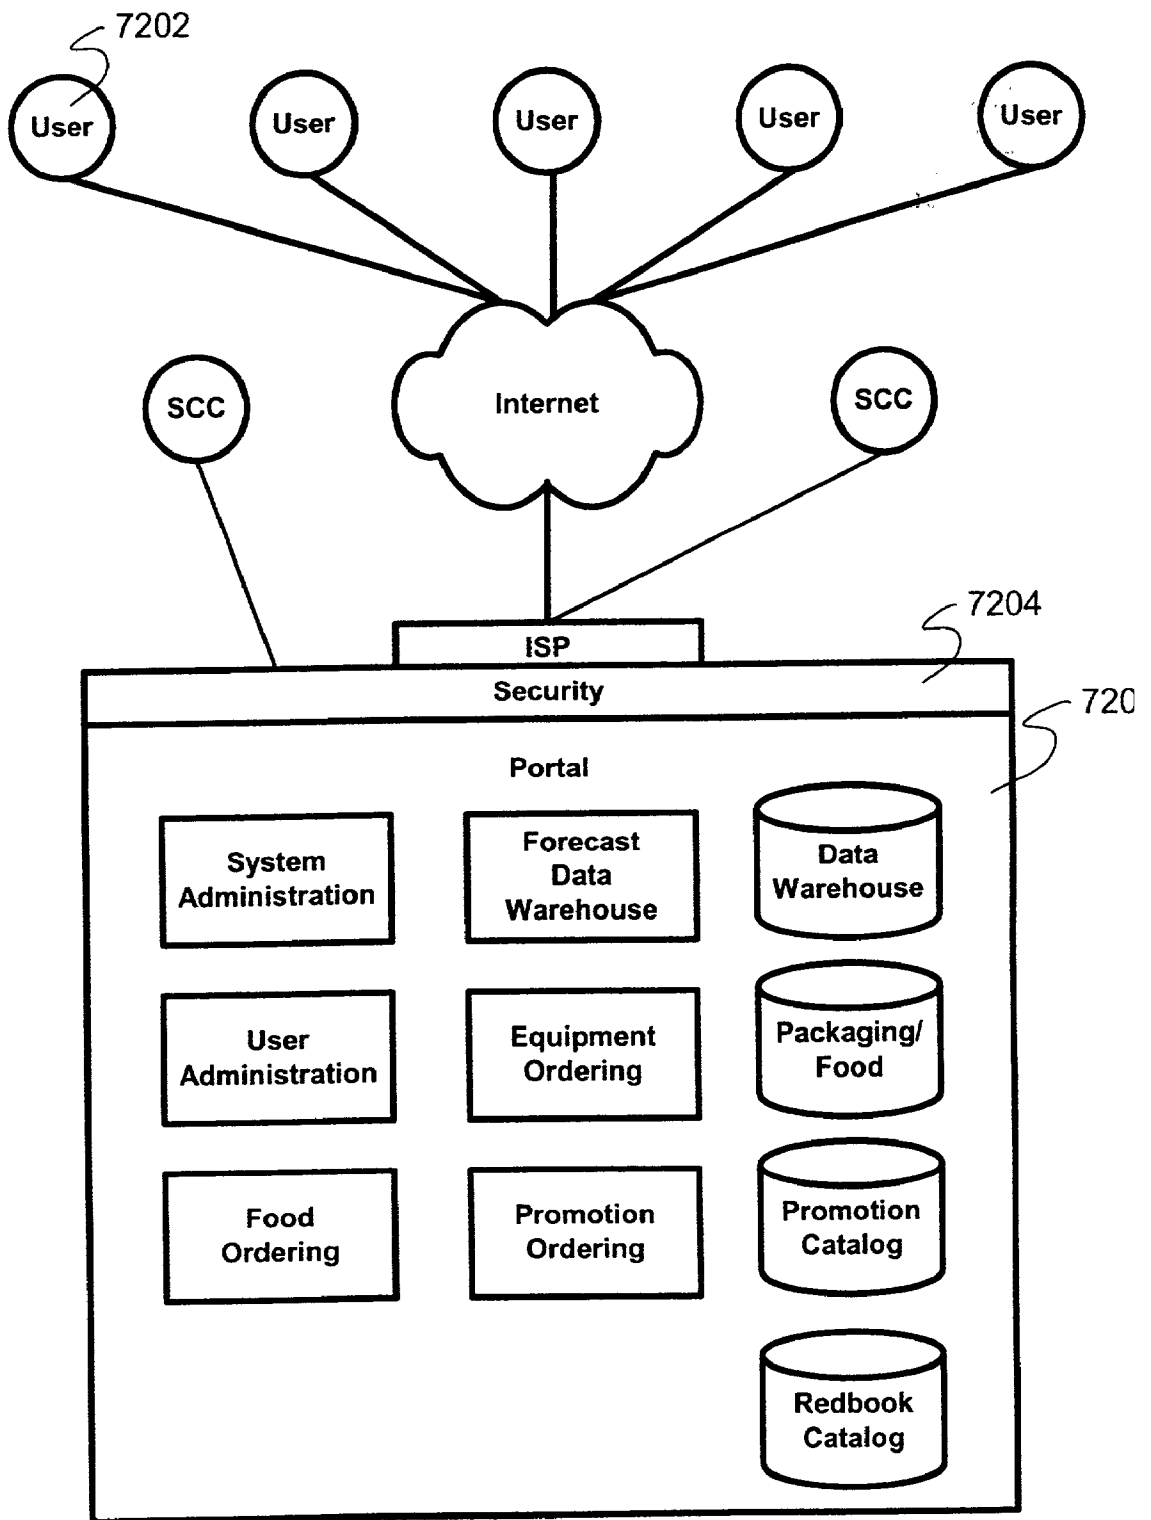 7202
User
User
User
User
User
SCC
Internet
SCC
7204
ISP
Security
720
Portal
System
Administration
Forecast
Data
Warehouse
Data
Warehouse
User
Administration
Equipment
Ordering
Packaging/
Food
Food
Ordering
Promotion
Ordering
Promotion
Catalog
Redbook
Catalog